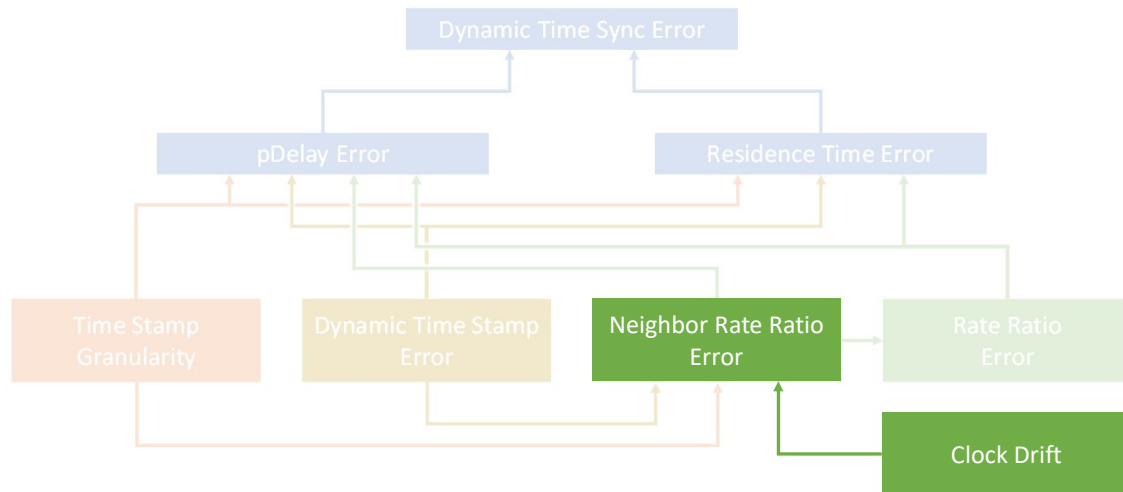 Dynamic Time Sync Error
pDelay Error
Residence Time Error
Time Stamp
Granularity
Dynamic Time Stamp
Error
Neighbor Rate Ratio
Error
Rate Ratio
Error
Clock Drift